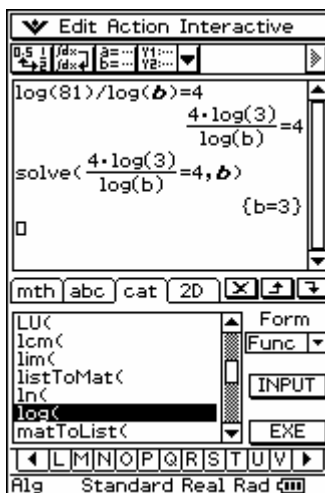 Edit Action Interactive
log(81)/log(b)=4
4·log(3)
log(b) =4
solve(4·log(3)/log(b)=4,b)
{b=3}
mth abc cat 2D
LU(
lcm(
lim(
listToMat(
ln(
log(
matToList(
Form
Func
INPUT
EXE
L M N O P Q R S T U V
Alg Standard Real Rad